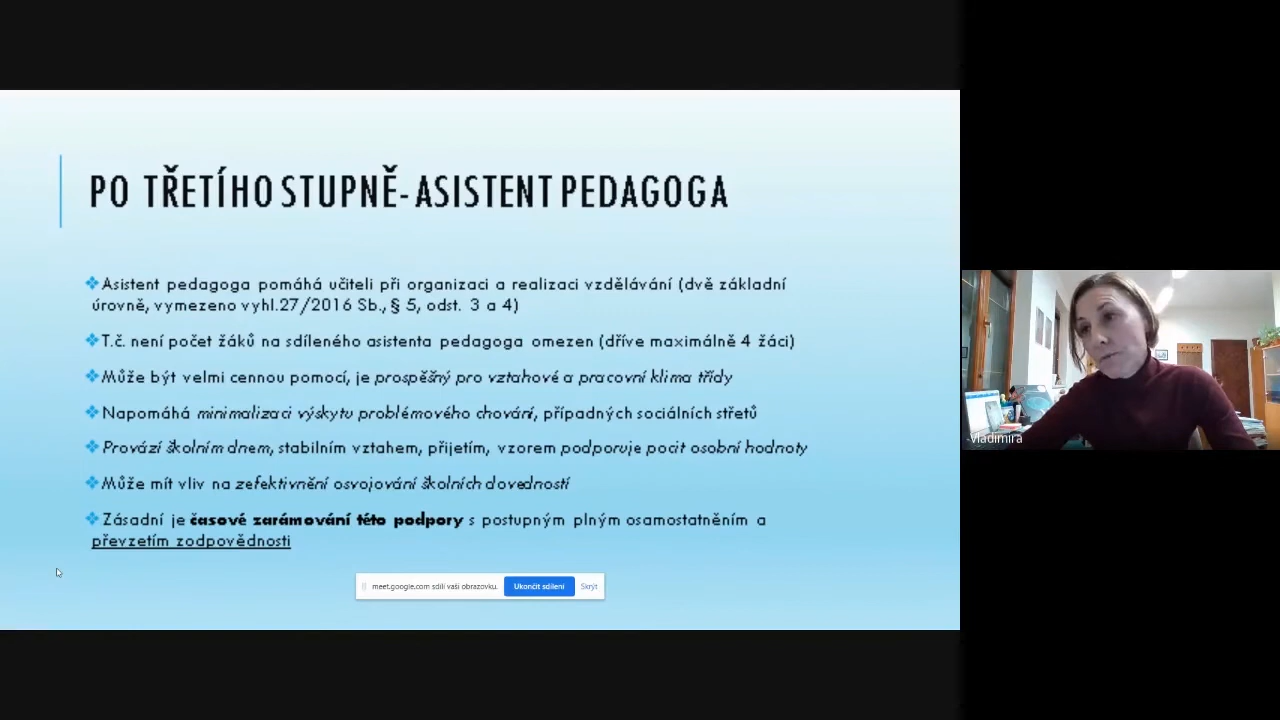 PO TŘETÍHO STUPNĚ- ASISTENT PEDAGOGA
Asistent pedagoga pomáhá učiteli při organizaci a realizaci vzdělávání (dvě základní
úrovně, vymezeno vyhl.27/2016 Sb., § 5, odst. 3 a 4)
T.č. není počet žáků na sdíleného asistenta pedagoga omezen (dříve maximálně 4 žáci)
Může být velmi cennou pomocí, je prospěšný pro vztahové a pracovní klima třídy
Napomáhá minimalizaci výskytu problémového chování, případných sociálních střetů
Provází školním dnem, stabilním vztahem, přijetím, vzorem podporuje pocit osobní hodnoty
Může mít vliv na zefektivnění osvojování školních dovedností
Zásadní je časové zarámování této podpory s postupným plným osamostatněním a
převzetím zodpovědnosti
meet.google.com sdílí vaši obrazovku. Ukončit sdílení Skrýt
-Vladimíra